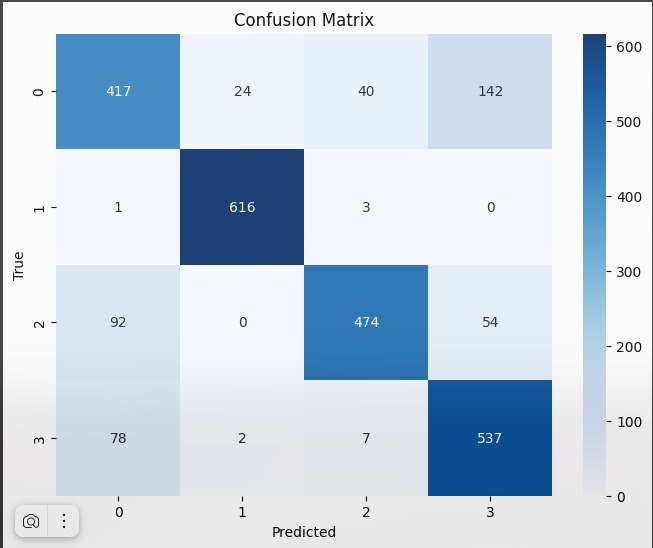 Confusion Matrix
0 417 24 40 142 600
500
1 1 616 3 0 400
True
300
2 92 0 474 54 200
100
3 78 2 7 537
0
0 1 2 3
Predicted